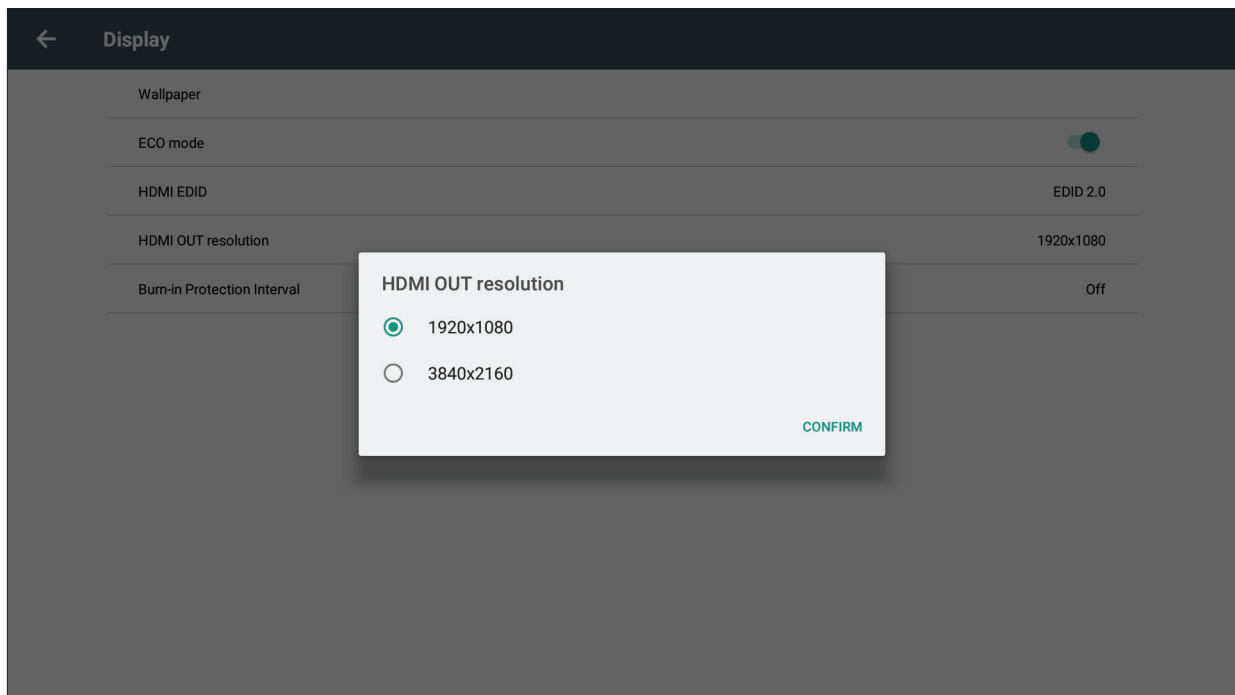 Display
Wallpaper
ECO mode
HDMI EDID EDID 2.0
HDMI OUT resolution 1920x1080
Burn-in Protection Interval Off
HDMI OUT resolution
1920x1080
3840x2160
CONFIRM